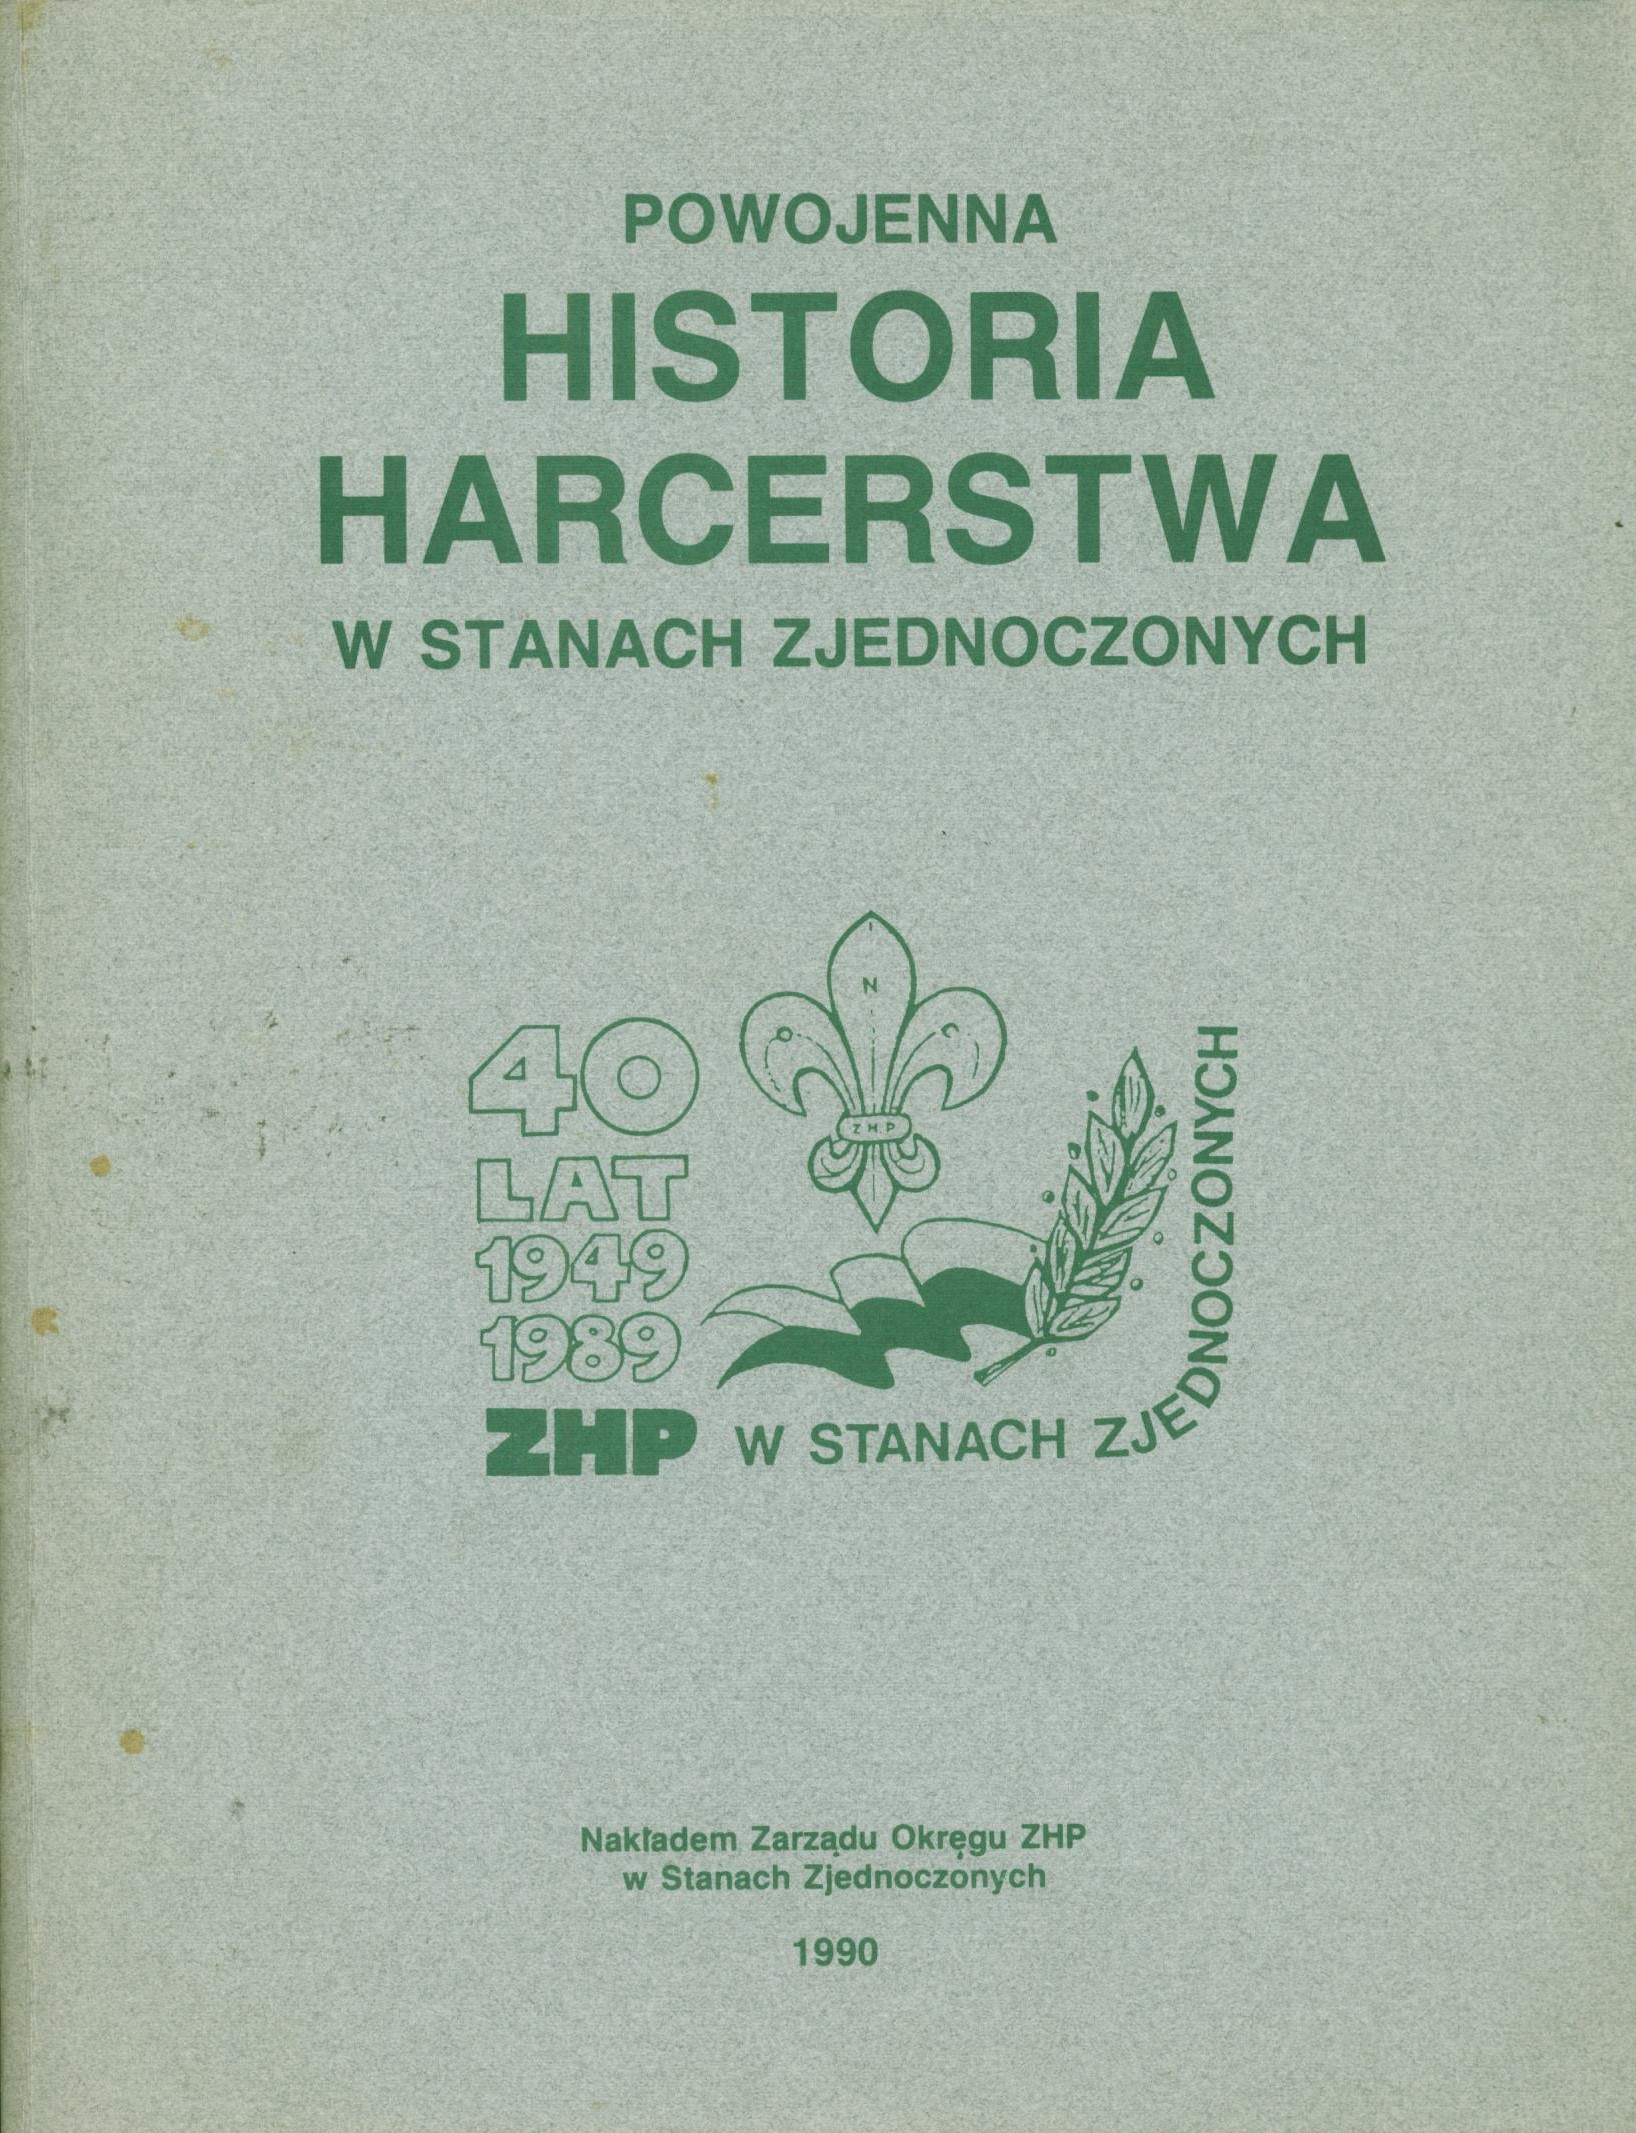 POWOJENNA
HISTORIA
HARCERSTWA
W STANACH ZJEDNOCZONYCH
N
ZHP
40
LAT
1949
1989
ZHP W STANACH ZJEDNOCZONYCH
Nakładem Zarządu Okręgu ZHP
w Stanach Zjednoczonych
1990